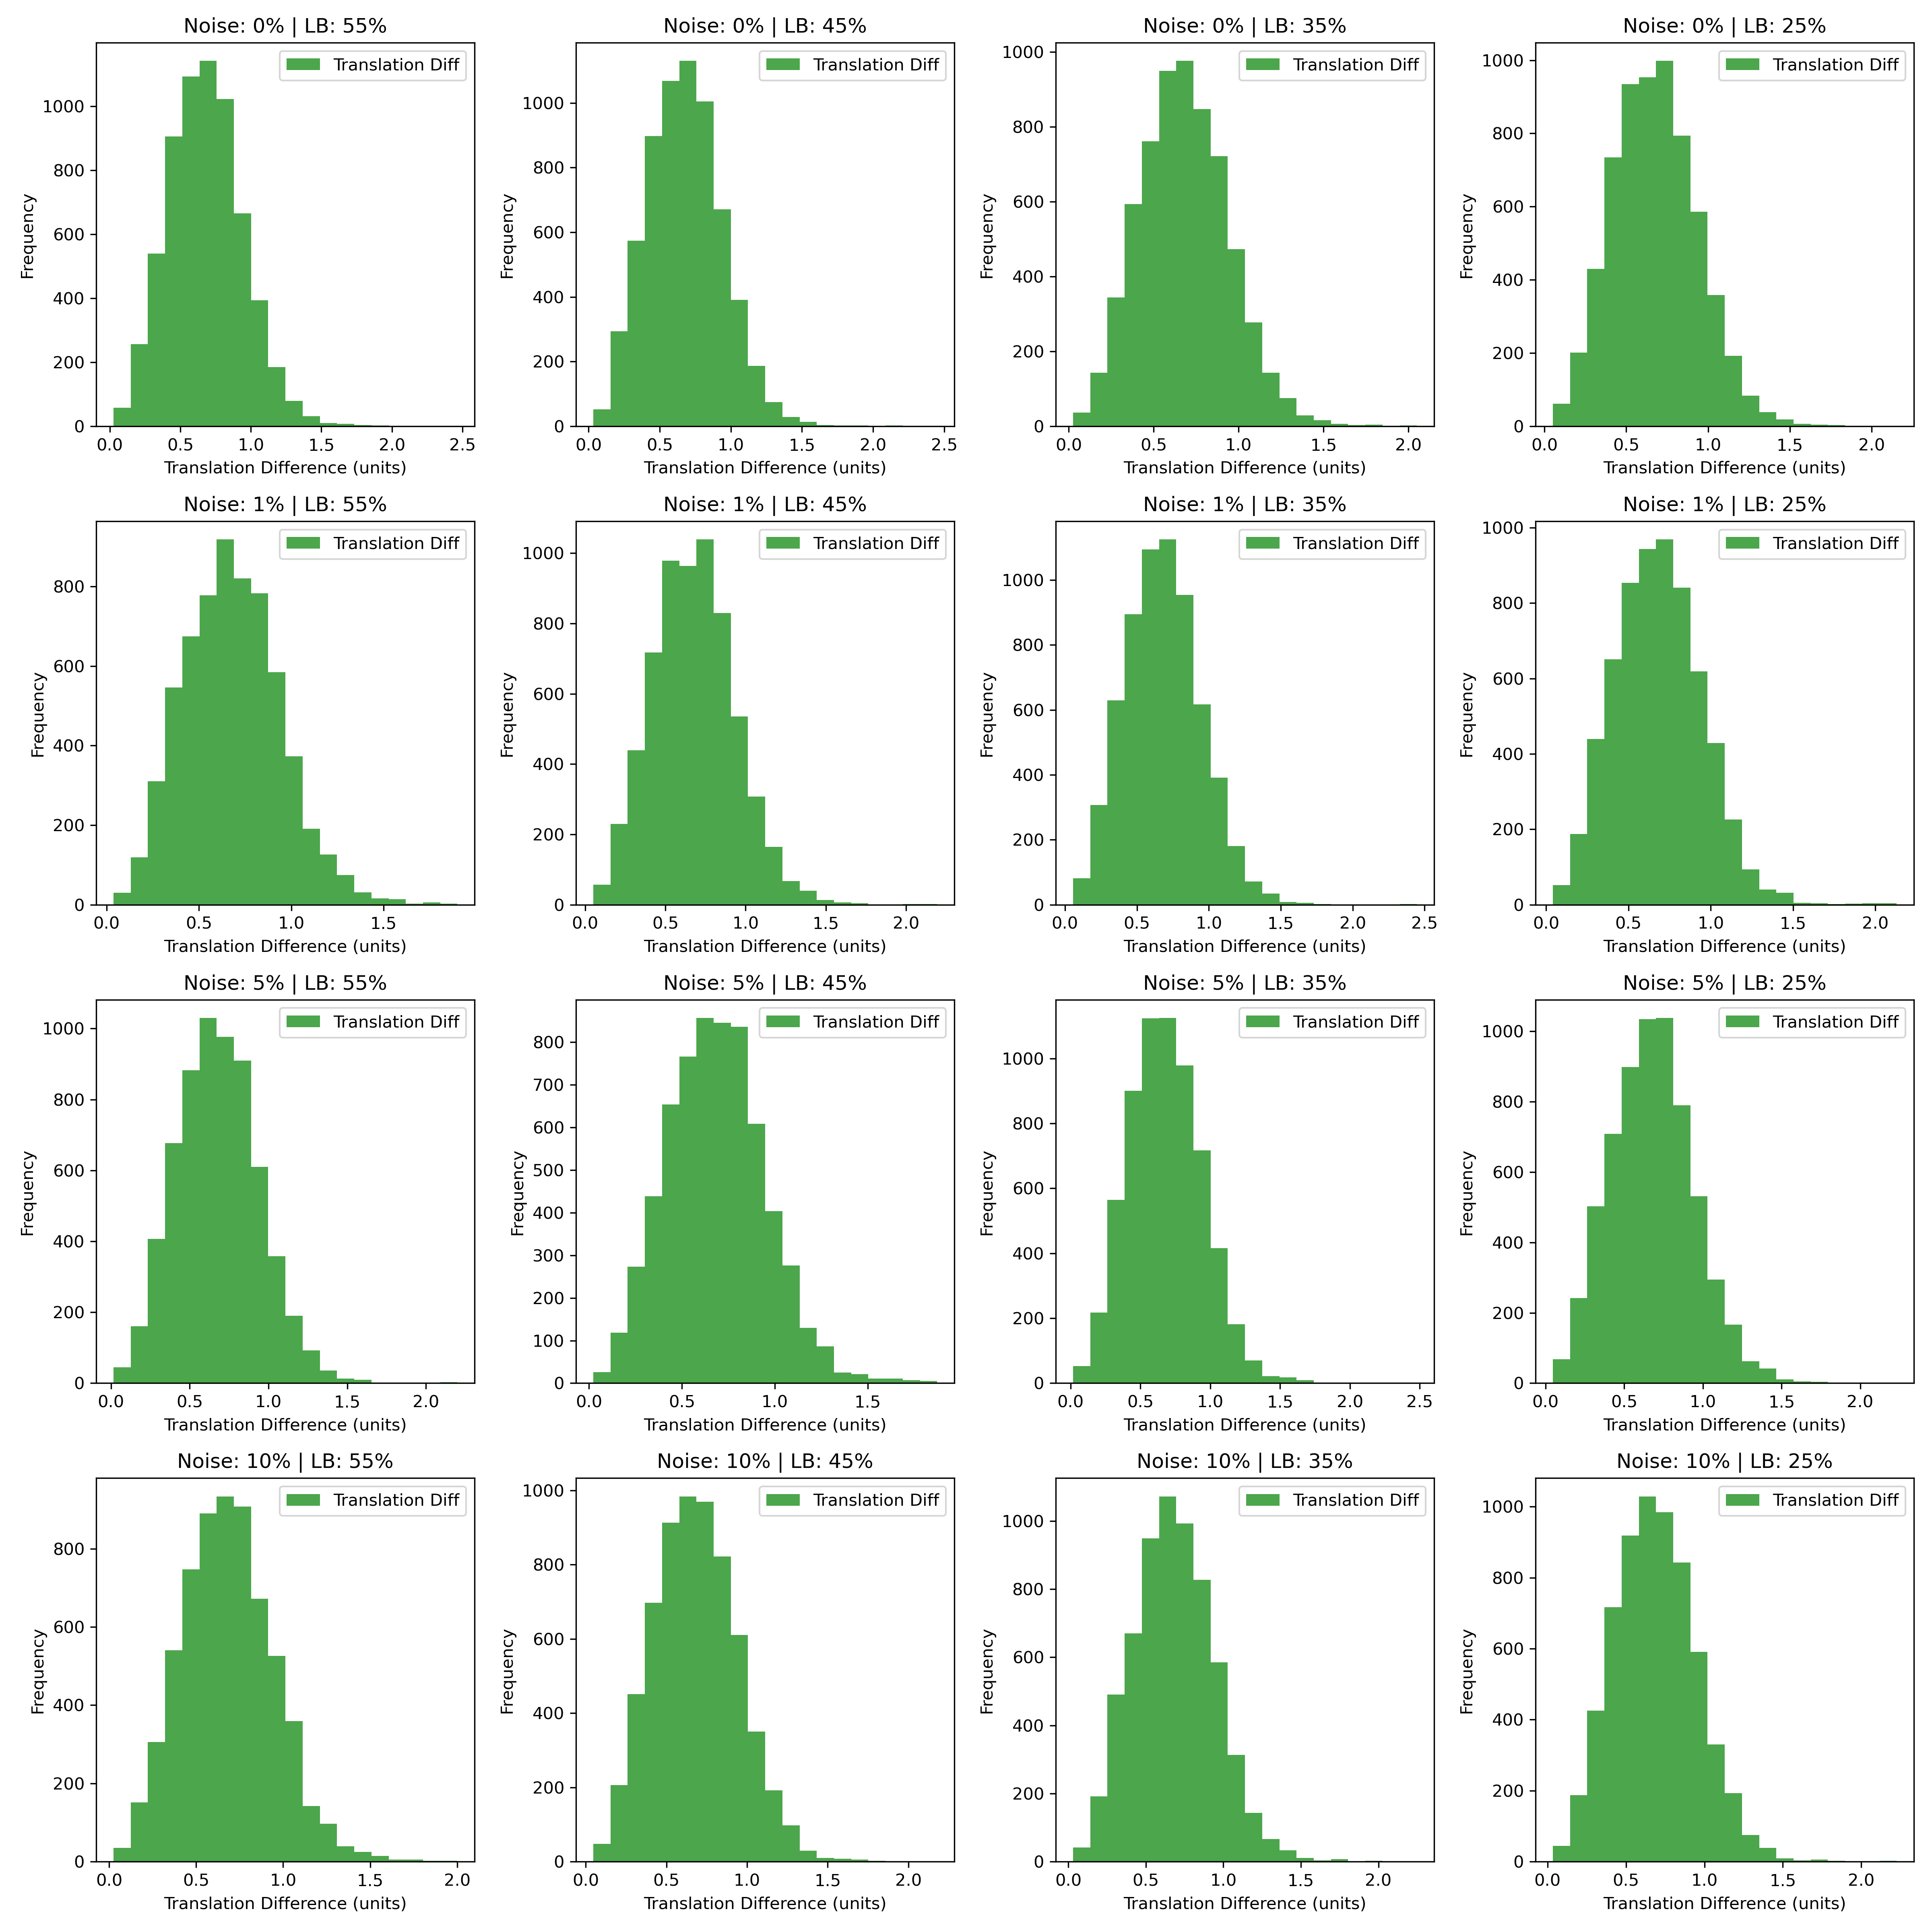 Noise: 0% | LB: 55%
Translation Diff
Frequency
1000
800
600
400
200
0
0.0 0.5 1.0 1.5 2.0 2.5
Translation Difference (units)
Noise: 0% | LB: 45%
Translation Diff
Frequency
1000
800
600
400
200
0
0.0 0.5 1.0 1.5 2.0 2.5
Translation Difference (units)
Noise: 0% | LB: 35%
Translation Diff
Frequency
1000
800
600
400
200
0
0.0 0.5 1.0 1.5 2.0
Translation Difference (units)
Noise: 0% | LB: 25%
Translation Diff
Frequency
1000
800
600
400
200
0
0.0 0.5 1.0 1.5 2.0
Translation Difference (units)
Noise: 1% | LB: 55%
Translation Diff
Frequency
800
600
400
200
0
0.0 0.5 1.0 1.5
Translation Difference (units)
Noise: 1% | LB: 45%
Translation Diff
Frequency
1000
800
600
400
200
0
0.0 0.5 1.0 1.5 2.0
Translation Difference (units)
Noise: 1% | LB: 35%
Translation Diff
Frequency
1000
800
600
400
200
0
0.0 0.5 1.0 1.5 2.0 2.5
Translation Difference (units)
Noise: 1% | LB: 25%
Translation Diff
Frequency
1000
800
600
400
200
0
0.0 0.5 1.0 1.5 2.0
Translation Difference (units)
Noise: 5% | LB: 55%
Translation Diff
Frequency
1000
800
600
400
200
0
0.0 0.5 1.0 1.5 2.0
Translation Difference (units)
Noise: 5% | LB: 45%
Translation Diff
Frequency
800
700
600
500
400
300
200
100
0
0.0 0.5 1.0 1.5
Translation Difference (units)
Noise: 5% | LB: 35%
Translation Diff
Frequency
1000
800
600
400
200
0
0.0 0.5 1.0 1.5 2.0 2.5
Translation Difference (units)
Noise: 5% | LB: 25%
Translation Diff
Frequency
1000
800
600
400
200
0
0.0 0.5 1.0 1.5 2.0
Translation Difference (units)
Noise: 10% | LB: 55%
Translation Diff
Frequency
800
600
400
200
0
0.0 0.5 1.0 1.5 2.0
Translation Difference (units)
Noise: 10% | LB: 45%
Translation Diff
Frequency
1000
800
600
400
200
0
0.0 0.5 1.0 1.5 2.0
Translation Difference (units)
Noise: 10% | LB: 35%
Translation Diff
Frequency
1000
800
600
400
200
0
0.0 0.5 1.0 1.5 2.0
Translation Difference (units)
Noise: 10% | LB: 25%
Translation Diff
Frequency
1000
800
600
400
200
0
0.0 0.5 1.0 1.5 2.0
Translation Difference (units)